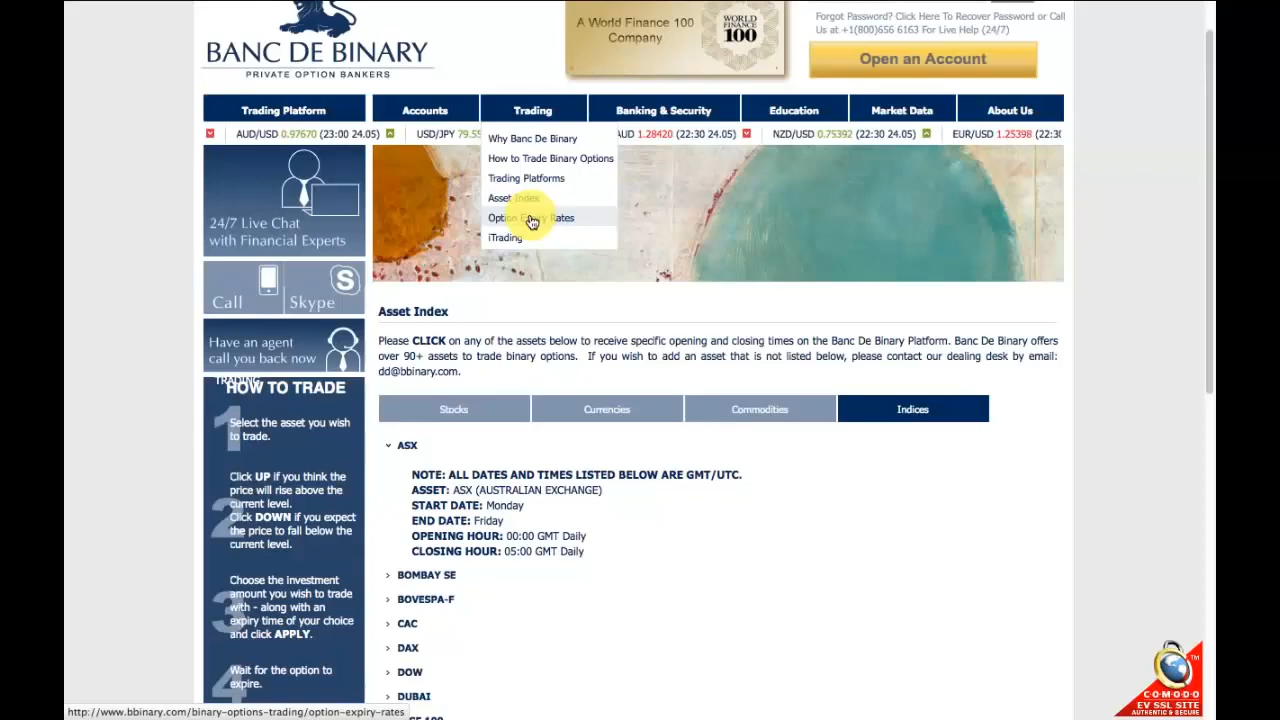 BANC DE BINARY
PRIVATE OPTION BANKERS
A World Finance 100
Company
WORLD
FINANCE
100
Forgot Password? Click Here To Recover Password or Call
Us at +1(800)656 6163 For Live Help (24/7)
Open an Account
Trading Platform
Accounts
Trading
Banking & Security
Education
Market Data
About Us
AUD/USD 0.97670 (23:00 24.05)
USD/JPY 79.55
AUD 1.28420 (22:30 24.05)
NZD/USD 0.75392 (22:30 24.05)
EUR/USD 1.25398 (22:30
Why Banc De Binary
How to Trade Binary Options
Trading Platforms
Asset Index
Option Expiry Rates
iTrading
24/7 Live Chat
with Financial Experts
Call
Skype
Have an agent
call you back now
TRADING
HOW TO TRADE
1
Select the asset you wish
to trade.
2
Click UP if you think the
price will rise above the
current level.
Click DOWN if you expect
the price to fall below the
current level.
3
Choose the investment
amount you wish to trade
with - along with an
expiry time of your choice
and click APPLY.
4
Wait for the option to
expire.
Asset Index
Please CLICK on any of the assets below to receive specific opening and closing times on the Banc De Binary Platform. Banc De Binary offers
over 90+ assets to trade binary options. If you wish to add an asset that is not listed below, please contact our dealing desk by email:
dd@bbinary.com.
Stocks
Currencies
Commodities
Indices
ASX
NOTE: ALL DATES AND TIMES LISTED BELOW ARE GMT/UTC.
ASSET: ASX (AUSTRALIAN EXCHANGE)
START DATE: Monday
END DATE: Friday
OPENING HOUR: 00:00 GMT Daily
CLOSING HOUR: 05:00 GMT Daily
BOMBAY SE
BOVESPA-F
CAC
DAX
DOW
DUBAI
http://www.bbinary.com/binary-options-trading/option-expiry-rates
TM
COMODO
EV SSL SITE
AUTHENTIC & SECURE